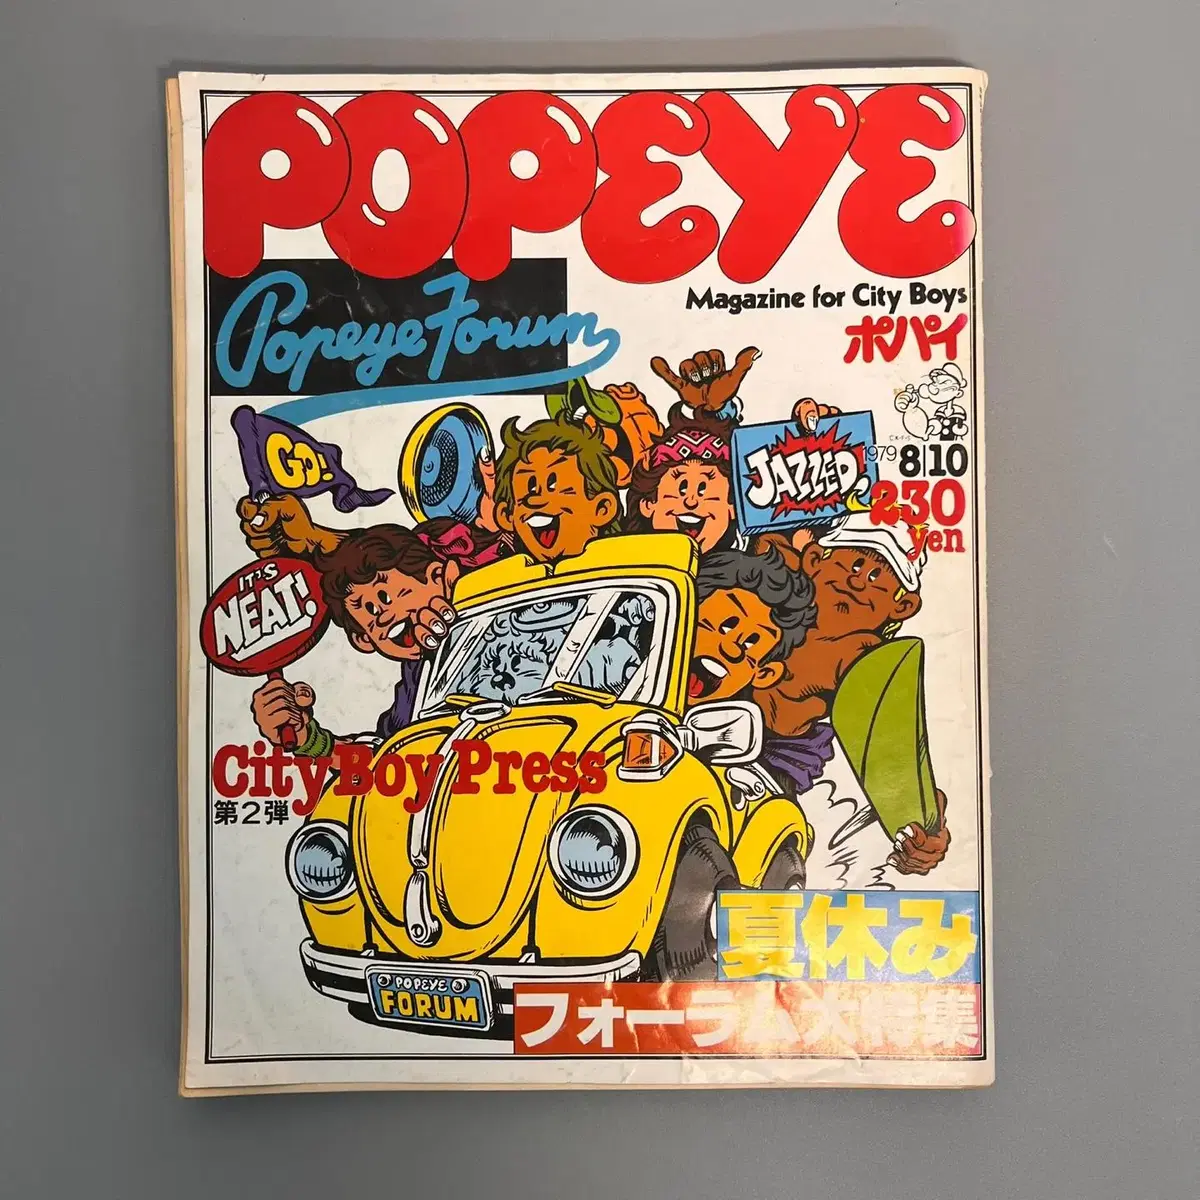 POPEYE
Popeye Forum
Magazine for City Boys
ポパイ
GO!
JAZZED.
1979 8|10
230
yen
IT'S
NEAT!
City Boy Press
第2弾
夏休み
POPEYE
FORUM
フォーラム大特集